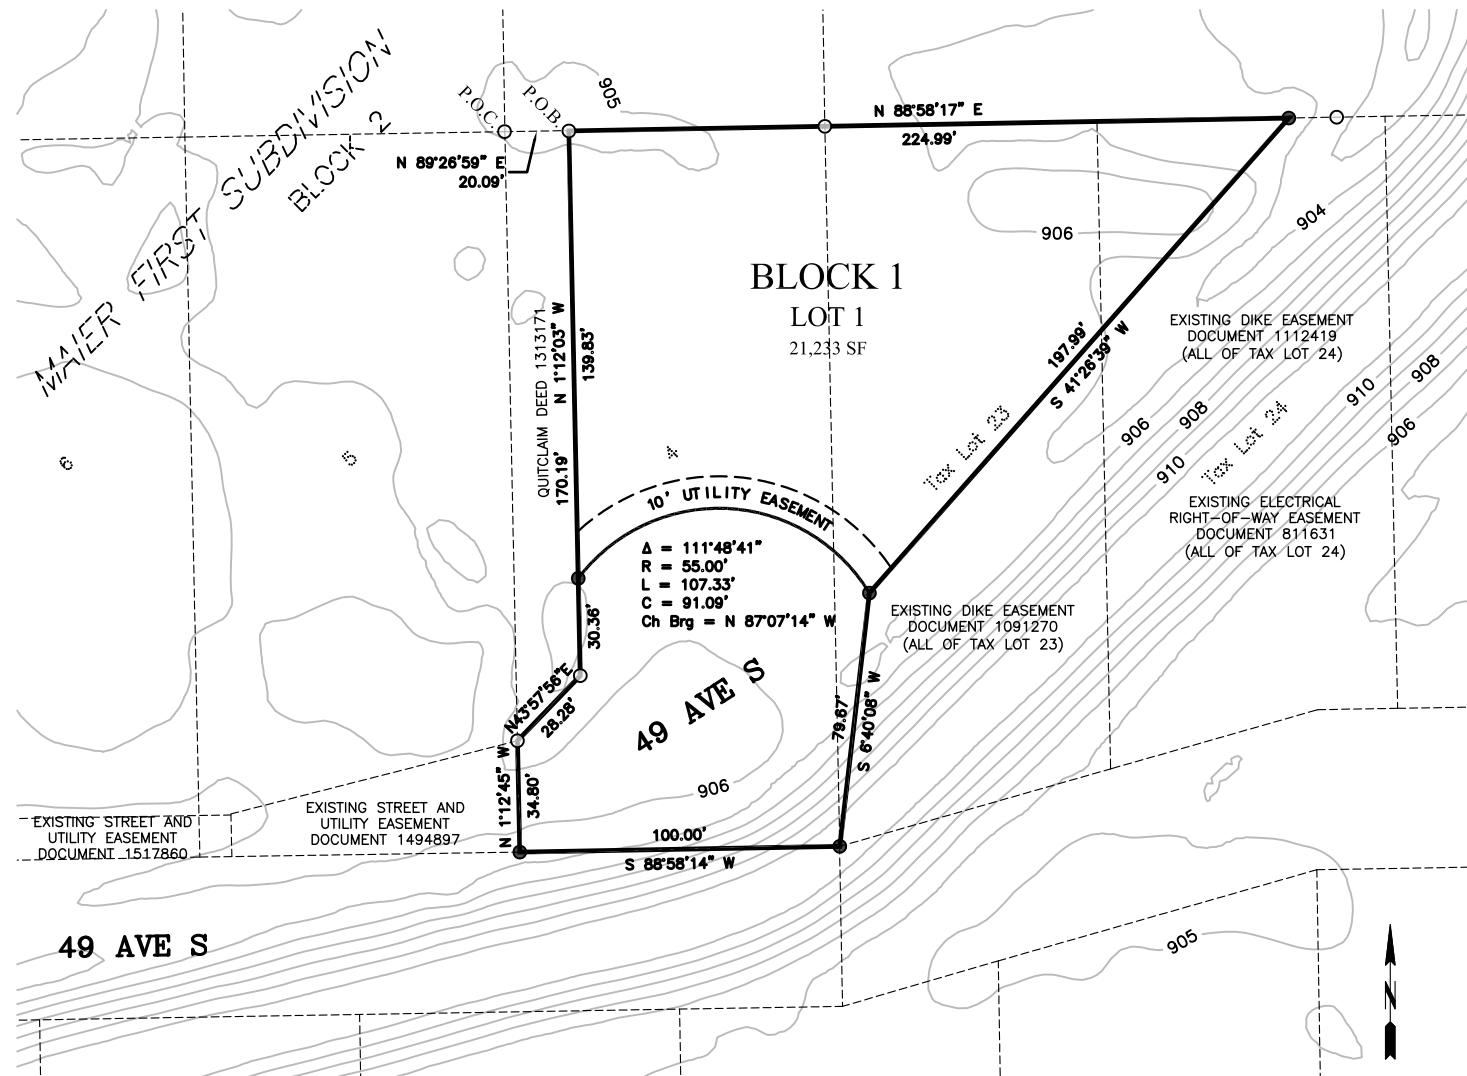 MAIER FIRST SUBDIVISION
BLOCK 2
P.O.C.
P.O.B.
905
N 88°58'17" E
224.99'
N 89°26'59" E
20.09'
904
906
BLOCK 1
LOT 1
21,233 SF
QUITCLAIM DEED 1313171
170.19'
N 1°12'03" W
139.83'
197.99'
S 41°26'39" W
EXISTING DIKE EASEMENT
DOCUMENT 1112419
(ALL OF TAX LOT 24)
908
910
906
908
910
906
Tax Lot 23
Tax Lot 24
6
5
4
10' UTILITY EASEMENT
EXISTING ELECTRICAL
RIGHT-OF-WAY EASEMENT
DOCUMENT 811631
(ALL OF TAX LOT 24)
Δ = 111°48'41"
R = 55.00'
L = 107.33'
C = 91.09'
Ch Brg = N 87°07'14" W
30.36'
EXISTING DIKE EASEMENT
DOCUMENT 1091270
(ALL OF TAX LOT 23)
N43°57'56"E
28.28'
49 AVE S
79.67'
S 6°40'08" W
N 1°12'45" W
34.80'
906
EXISTING STREET AND
UTILITY EASEMENT
DOCUMENT 1517860
EXISTING STREET AND
UTILITY EASEMENT
DOCUMENT 1494897
100.00'
S 88°58'14" W
49 AVE S
905
N